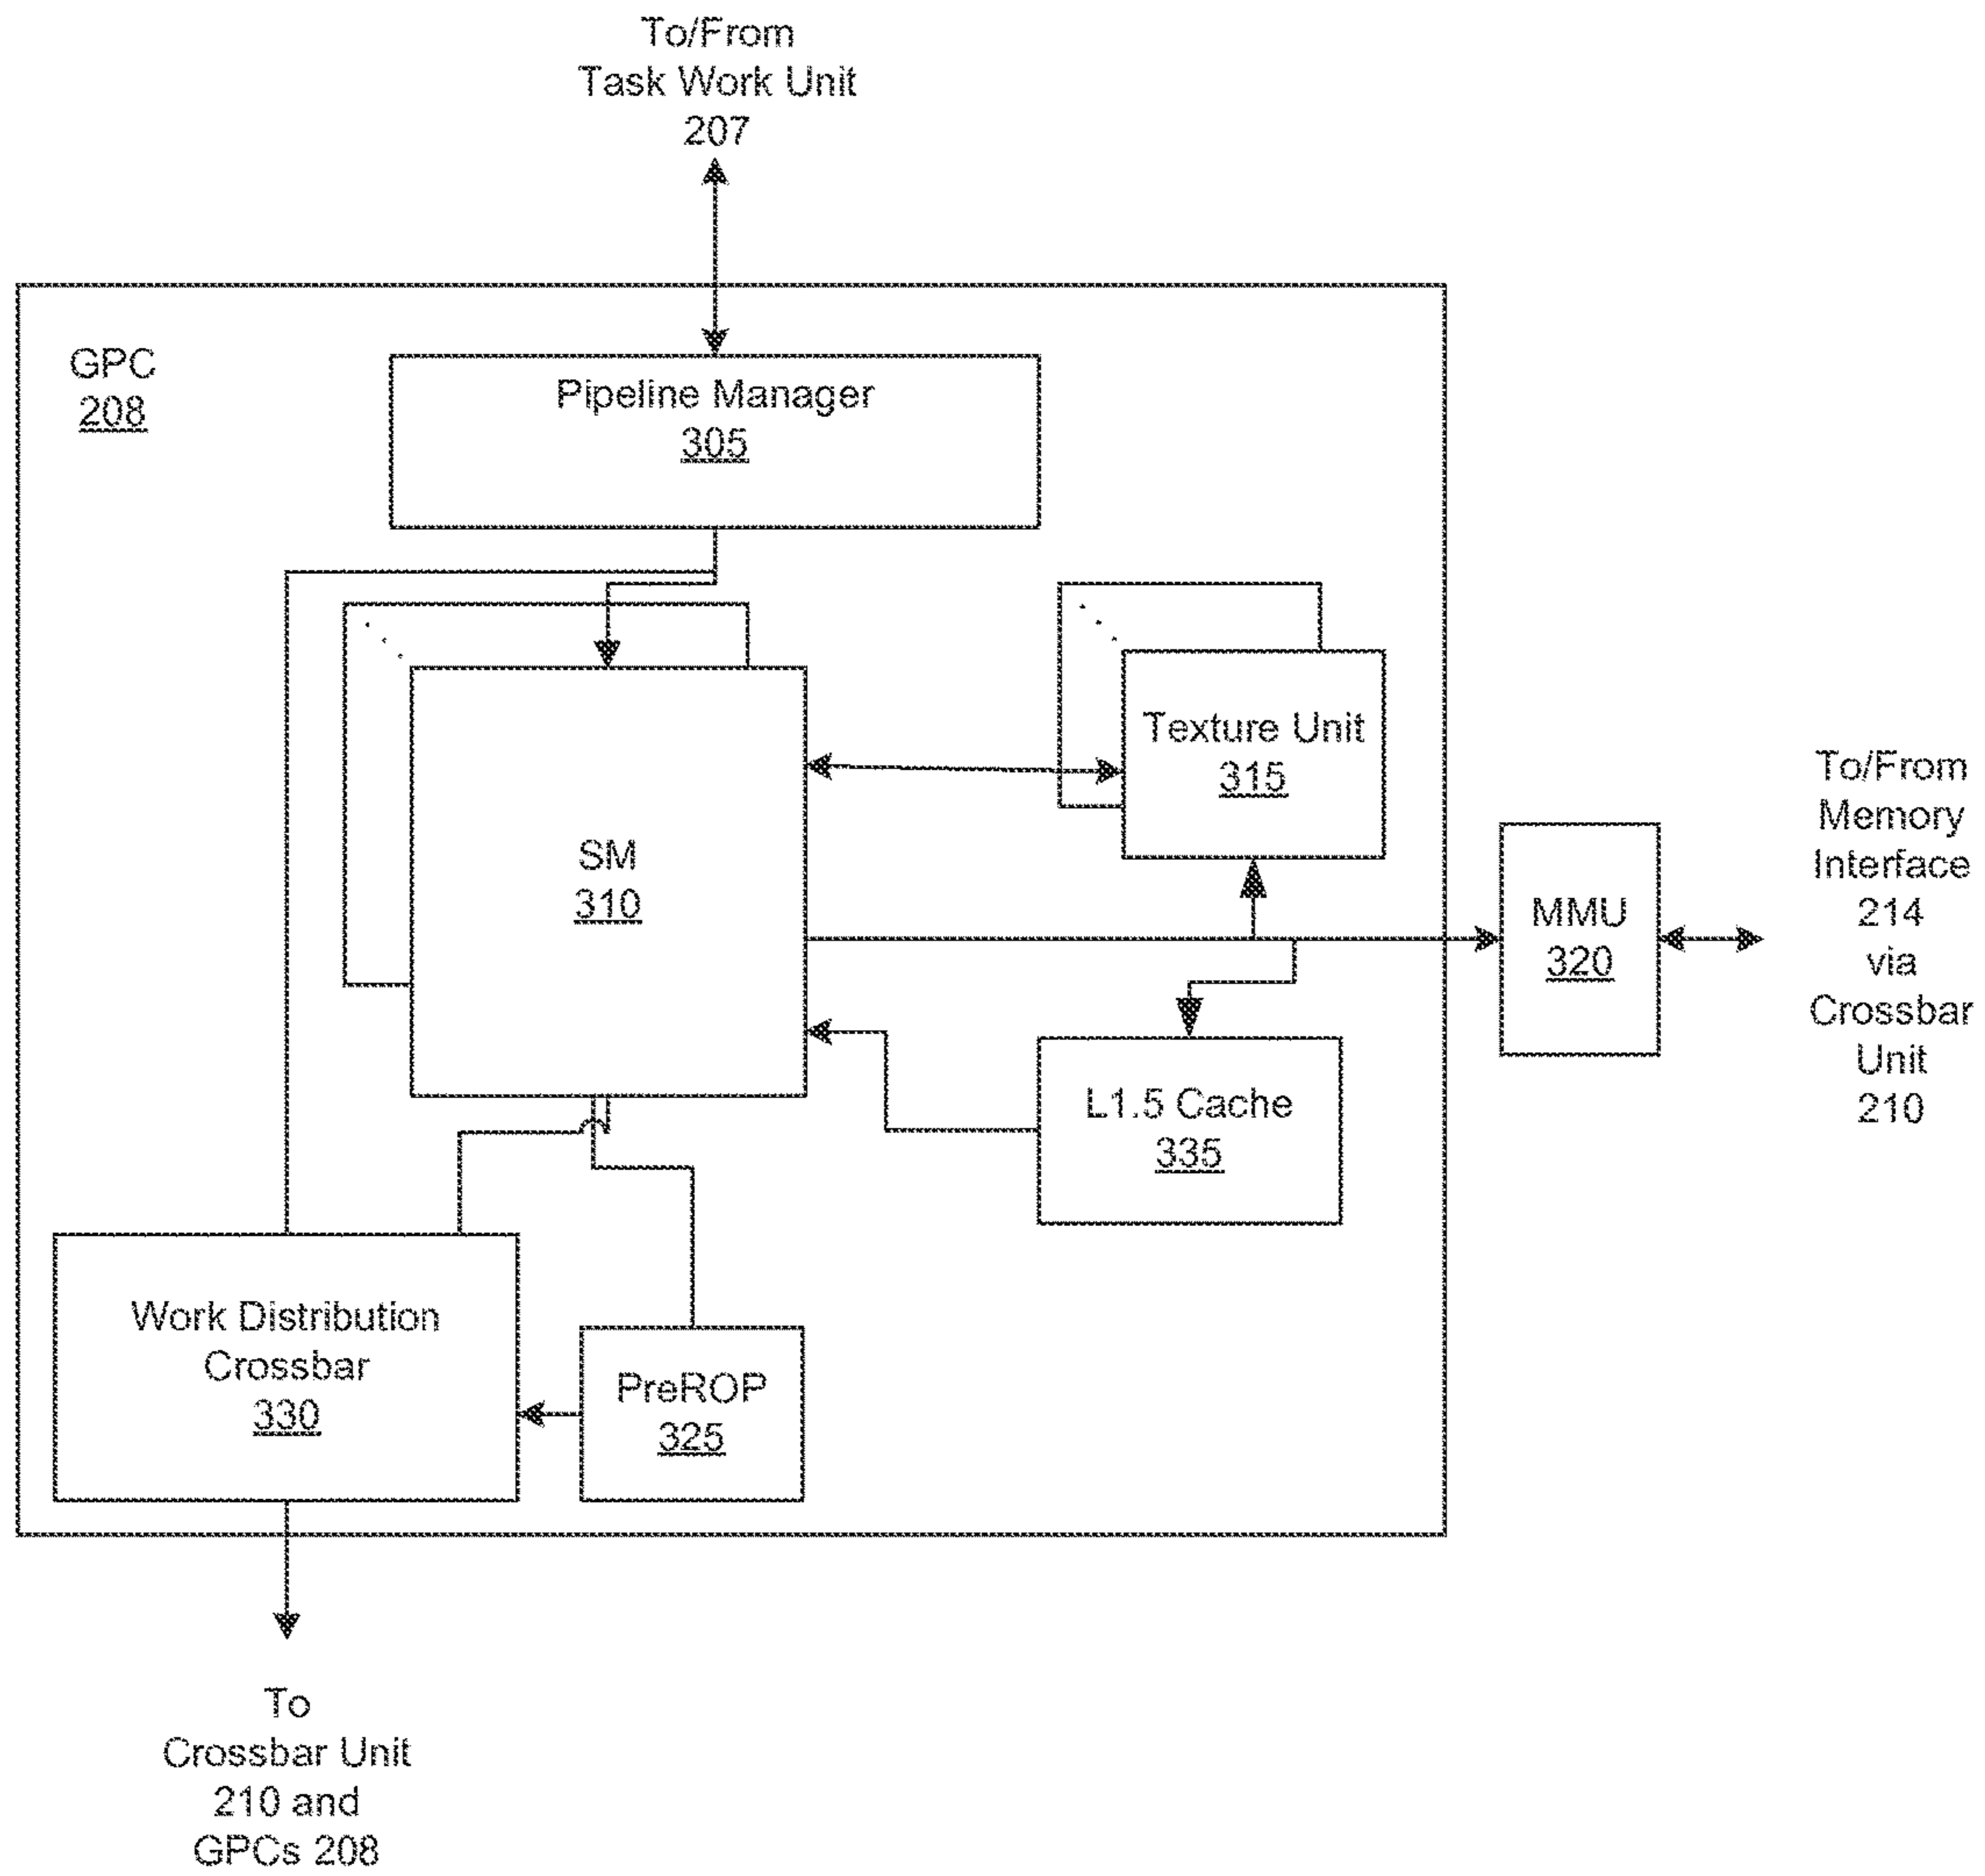 To/From
Task Work Unit
207
GPC
208
Pipeline Manager
305
Texture Unit
315
SM
310
MMU
320
To/From
Memory
Interface
214
via
Crossbar
Unit
210
L1.5 Cache
335
Work Distribution
Crossbar
330
PreROP
325
To
Crossbar Unit
210 and
GPCs 208